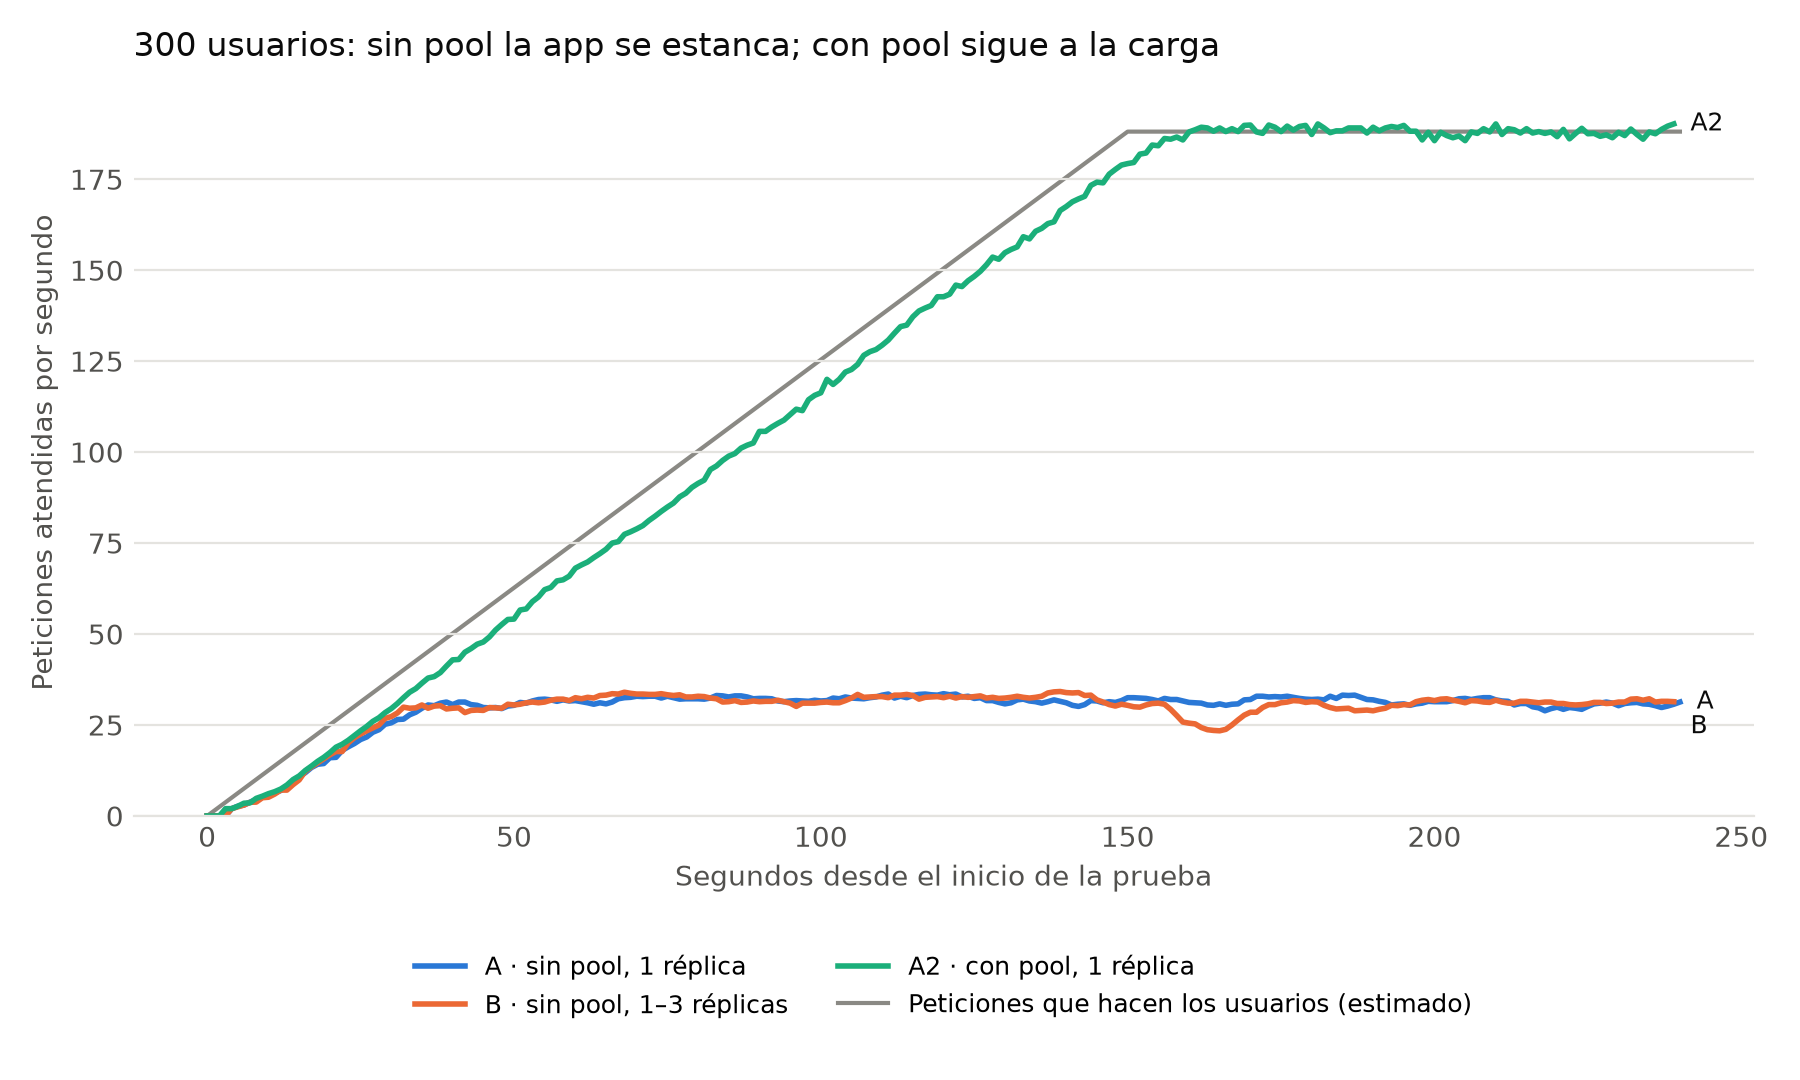 300 usuarios: sin pool la app se estanca; con pool sigue a la carga
Peticiones atendidas por segundo
175
150
125
100
75
50
25
0
A2
A
B
0 50 100 150 200 250
Segundos desde el inicio de la prueba
A · sin pool, 1 réplica
B · sin pool, 1–3 réplicas
A2 · con pool, 1 réplica
Peticiones que hacen los usuarios (estimado)